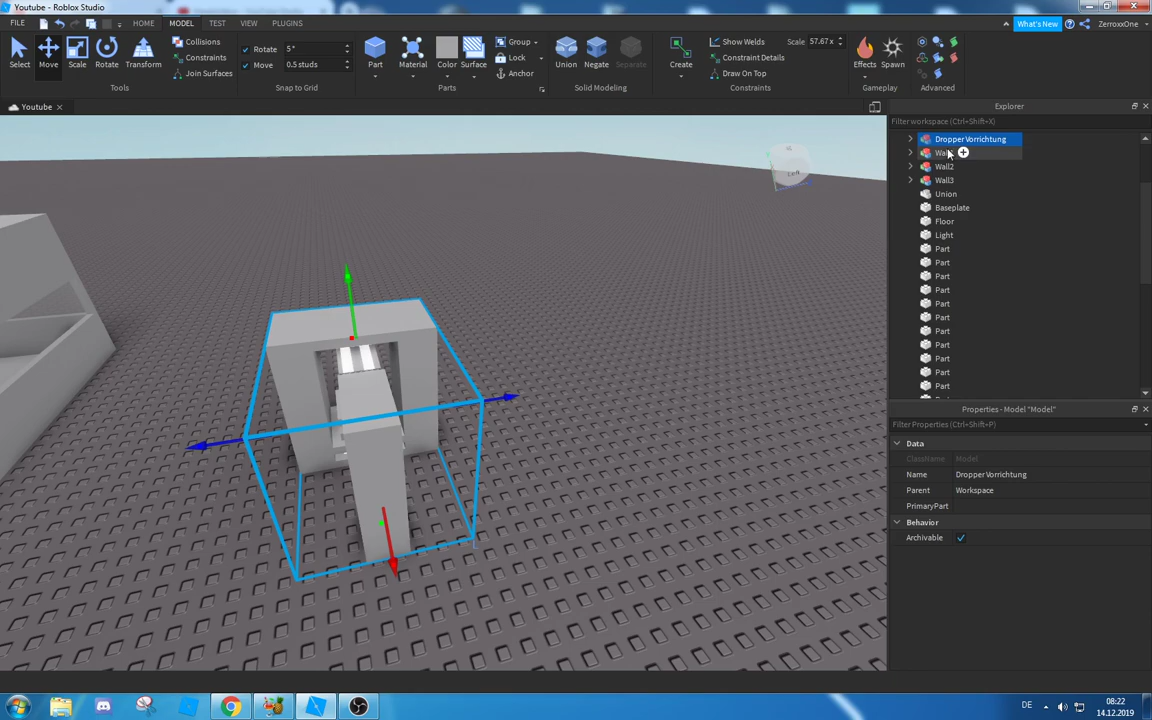 Youtube - Roblox Studio
FILE HOME MODEL TEST VIEW PLUGINS What's New ZerroxxOne
Select Move Scale Rotate Transform
Collisions
Constraints
Join Surfaces
Tools
Rotate 5 °
Move 0.5 studs
Snap to Grid
Part Material Color Surface
Group
Lock
Anchor
Parts
Union Negate Separate
Solid Modeling
Create
Show Welds Scale 57.67 x
Constraint Details
Draw On Top
Constraints
Effects Spawn
Gameplay
Advanced
Youtube
Explorer
Filter workspace (Ctrl+Shift+X)
DropperVorrichtung
Wall
Wall2
Wall3
Union
Baseplate
Floor
Light
Part
Part
Part
Part
Part
Part
Part
Part
Part
Part
Part
Left
Properties - Model "Model"
Filter Properties (Ctrl+Shift+P)
Data
ClassName Model
Name DropperVorrichtung
Parent Workspace
PrimaryPart
Behavior
Archivable
DE
08:22
14.12.2019